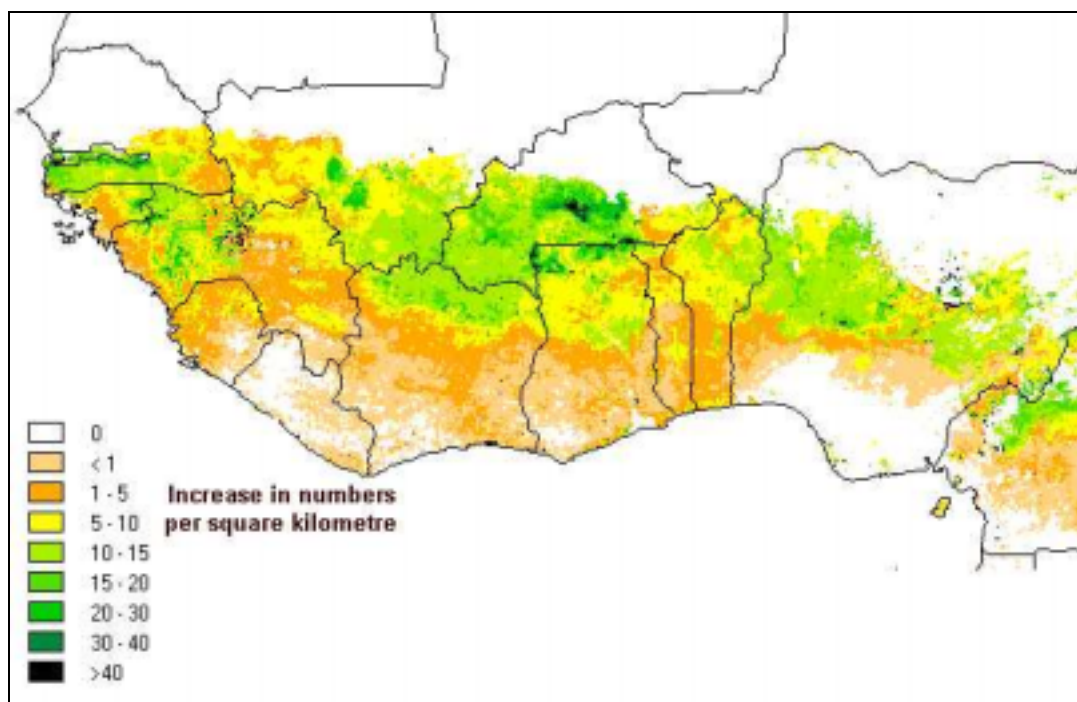 0
< 1
1 - 5
5 - 10
10 - 15
15 - 20
20 - 30
30 - 40
>40
Increase in numbers
per square kilometre